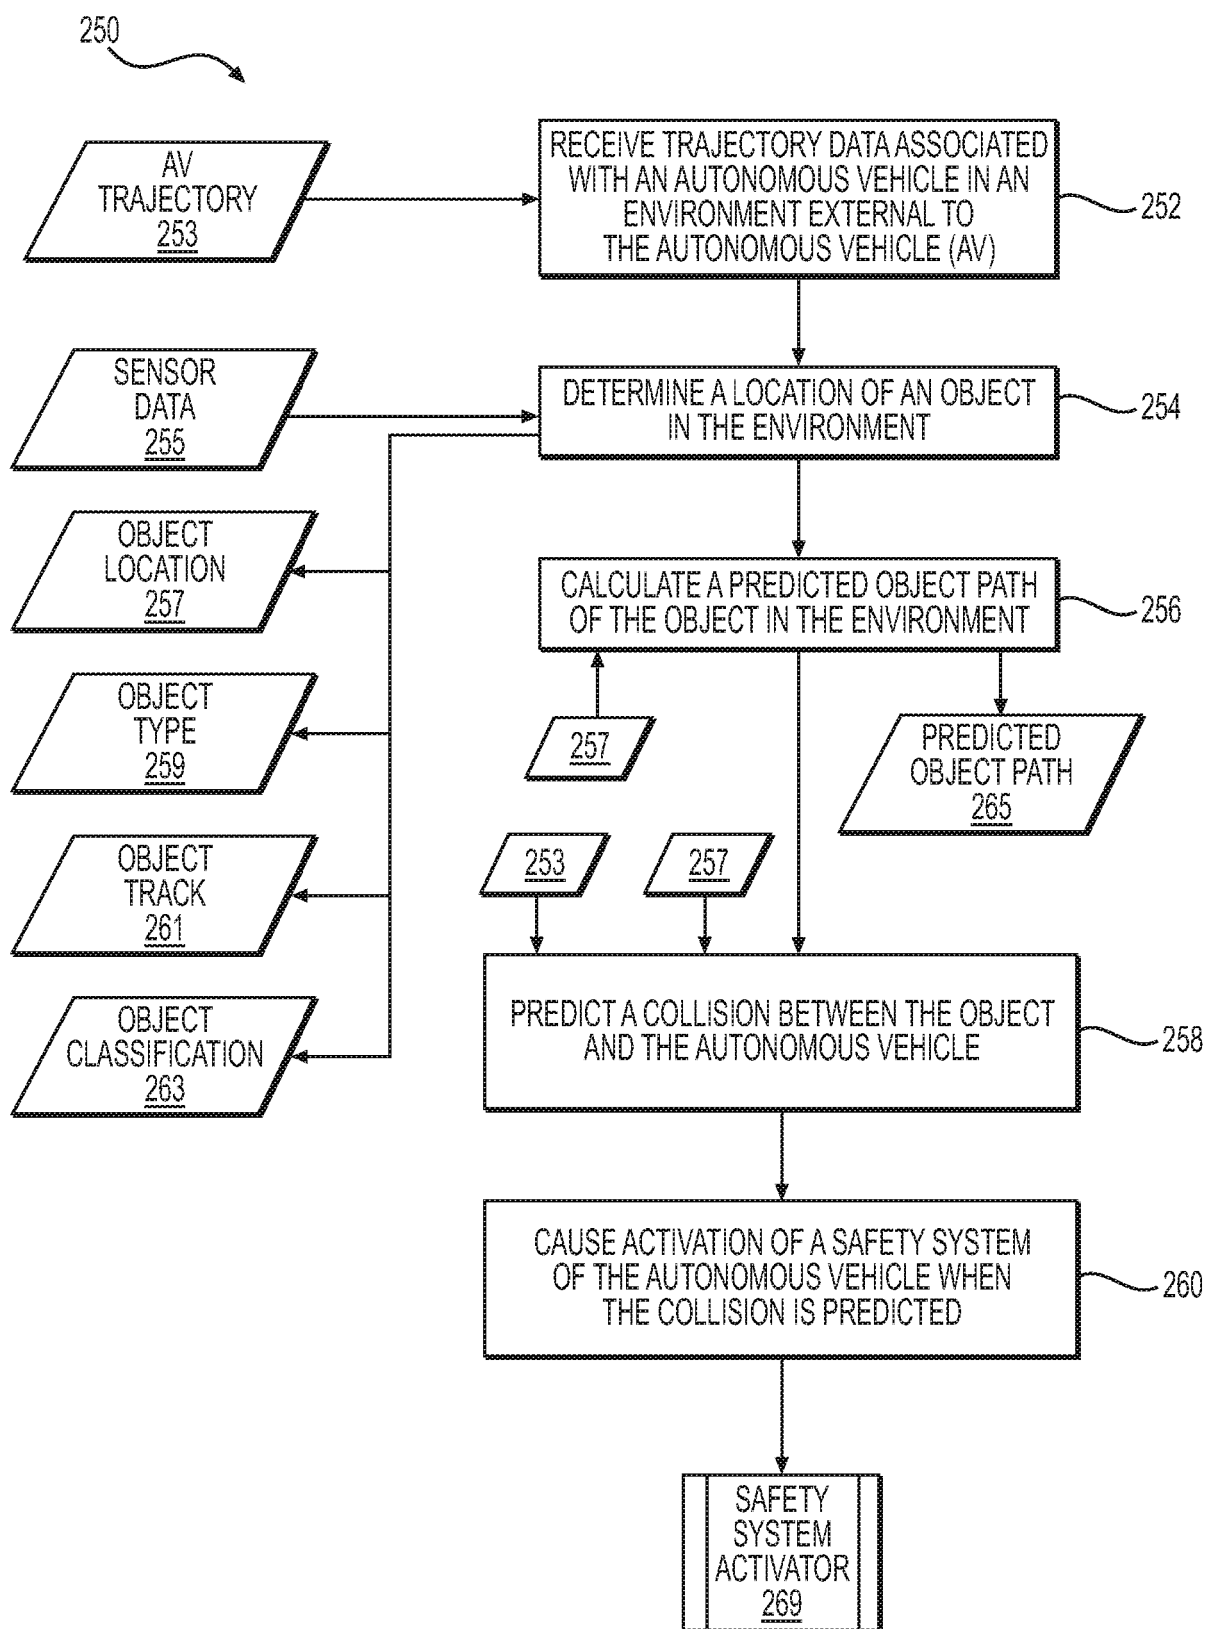 250
AV
TRAJECTORY
253
RECEIVE TRAJECTORY DATA ASSOCIATED
WITH AN AUTONOMOUS VEHICLE IN AN
ENVIRONMENT EXTERNAL TO
THE AUTONOMOUS VEHICLE (AV)
252
SENSOR
DATA
255
DETERMINE A LOCATION OF AN OBJECT
IN THE ENVIRONMENT
254
OBJECT
LOCATION
257
CALCULATE A PREDICTED OBJECT PATH
OF THE OBJECT IN THE ENVIRONMENT
256
OBJECT
TYPE
259
257
PREDICTED
OBJECT PATH
265
OBJECT
TRACK
261
253
257
OBJECT
CLASSIFICATION
263
PREDICT A COLLISION BETWEEN THE OBJECT
AND THE AUTONOMOUS VEHICLE
258
CAUSE ACTIVATION OF A SAFETY SYSTEM
OF THE AUTONOMOUS VEHICLE WHEN
THE COLLISION IS PREDICTED
260
SAFETY
SYSTEM
ACTIVATOR
269